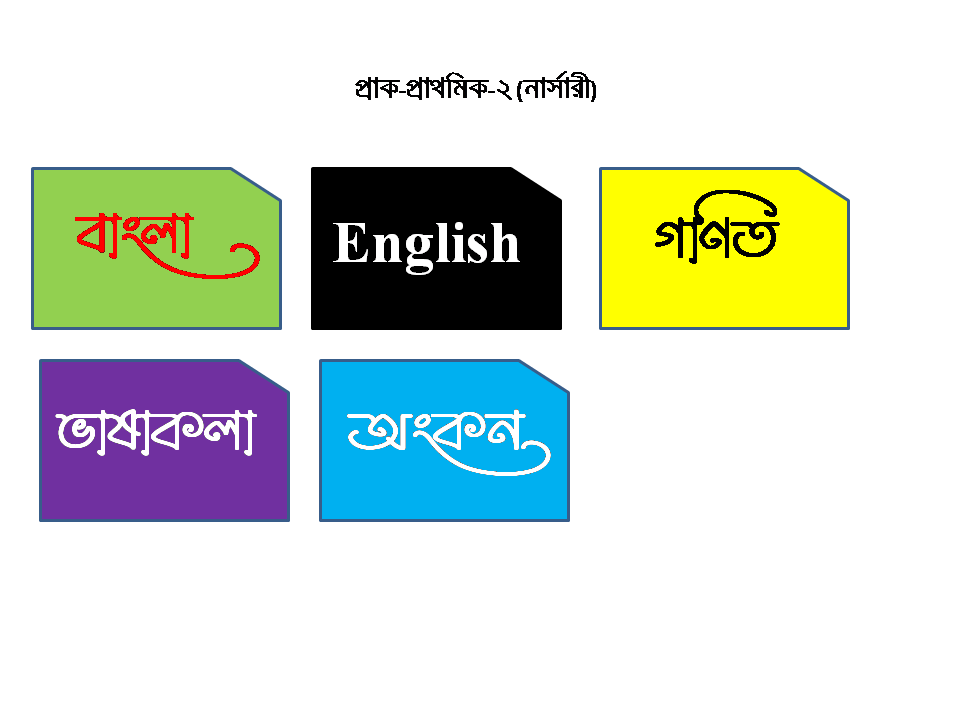 প্রাক-প্রাথমিক-২ (নার্সারী)
বাংলা
English
গণিত
ভাষাকলা
অংকন